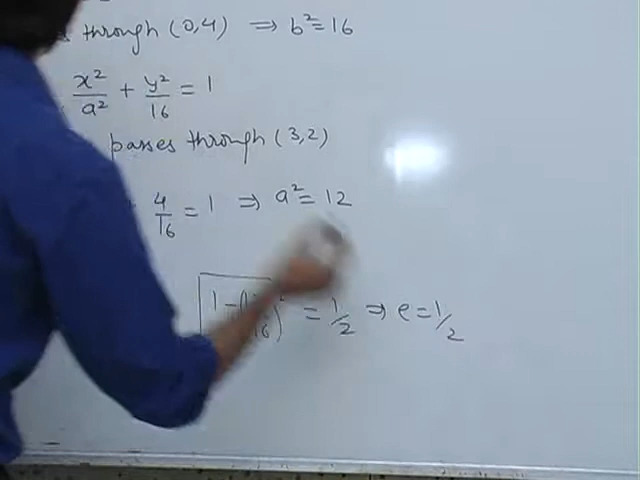 through (0,4) ⇒ b²=16
x²/a² + y²/16 = 1
passes through (3,2)
4/16 = 1 ⇒ a²= 12
= 1/2 ⇒ e=1/2